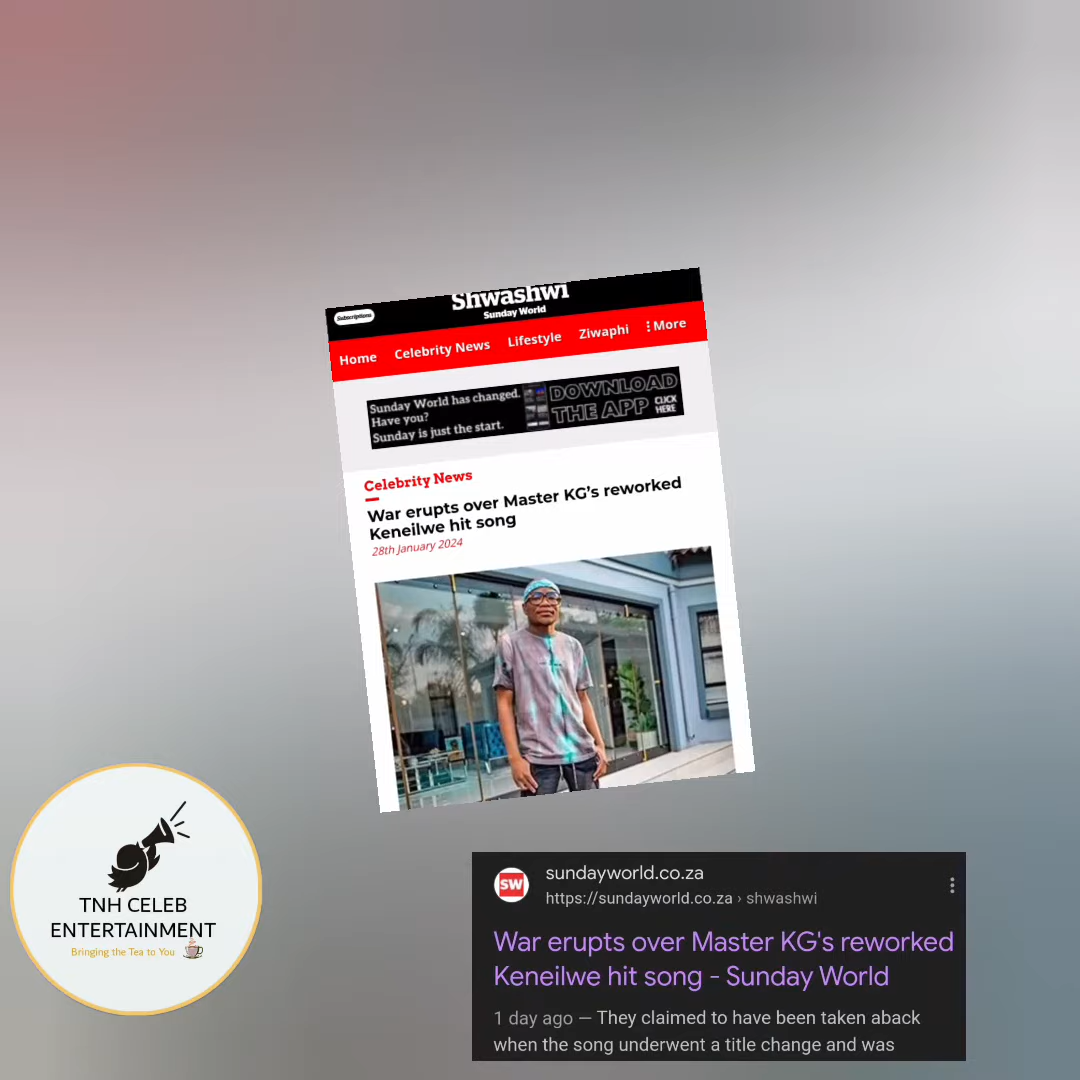 Shwashwi
Sunday World
Subscriptions
Home Celebrity News Lifestyle Ziwaphi More
Sunday World has changed.
Have you?
Sunday is just the start.
DOWNLOAD
THE APP
CLICK
HERE
Celebrity News
War erupts over Master KG's reworked
Keneilwe hit song
28th January 2024
TNH CELEB
ENTERTAINMENT
Bringing the Tea to You
SW
sundayworld.co.za
https://sundayworld.co.za › shwashwi
War erupts over Master KG's reworked
Keneilwe hit song - Sunday World
1 day ago — They claimed to have been taken aback
when the song underwent a title change and was